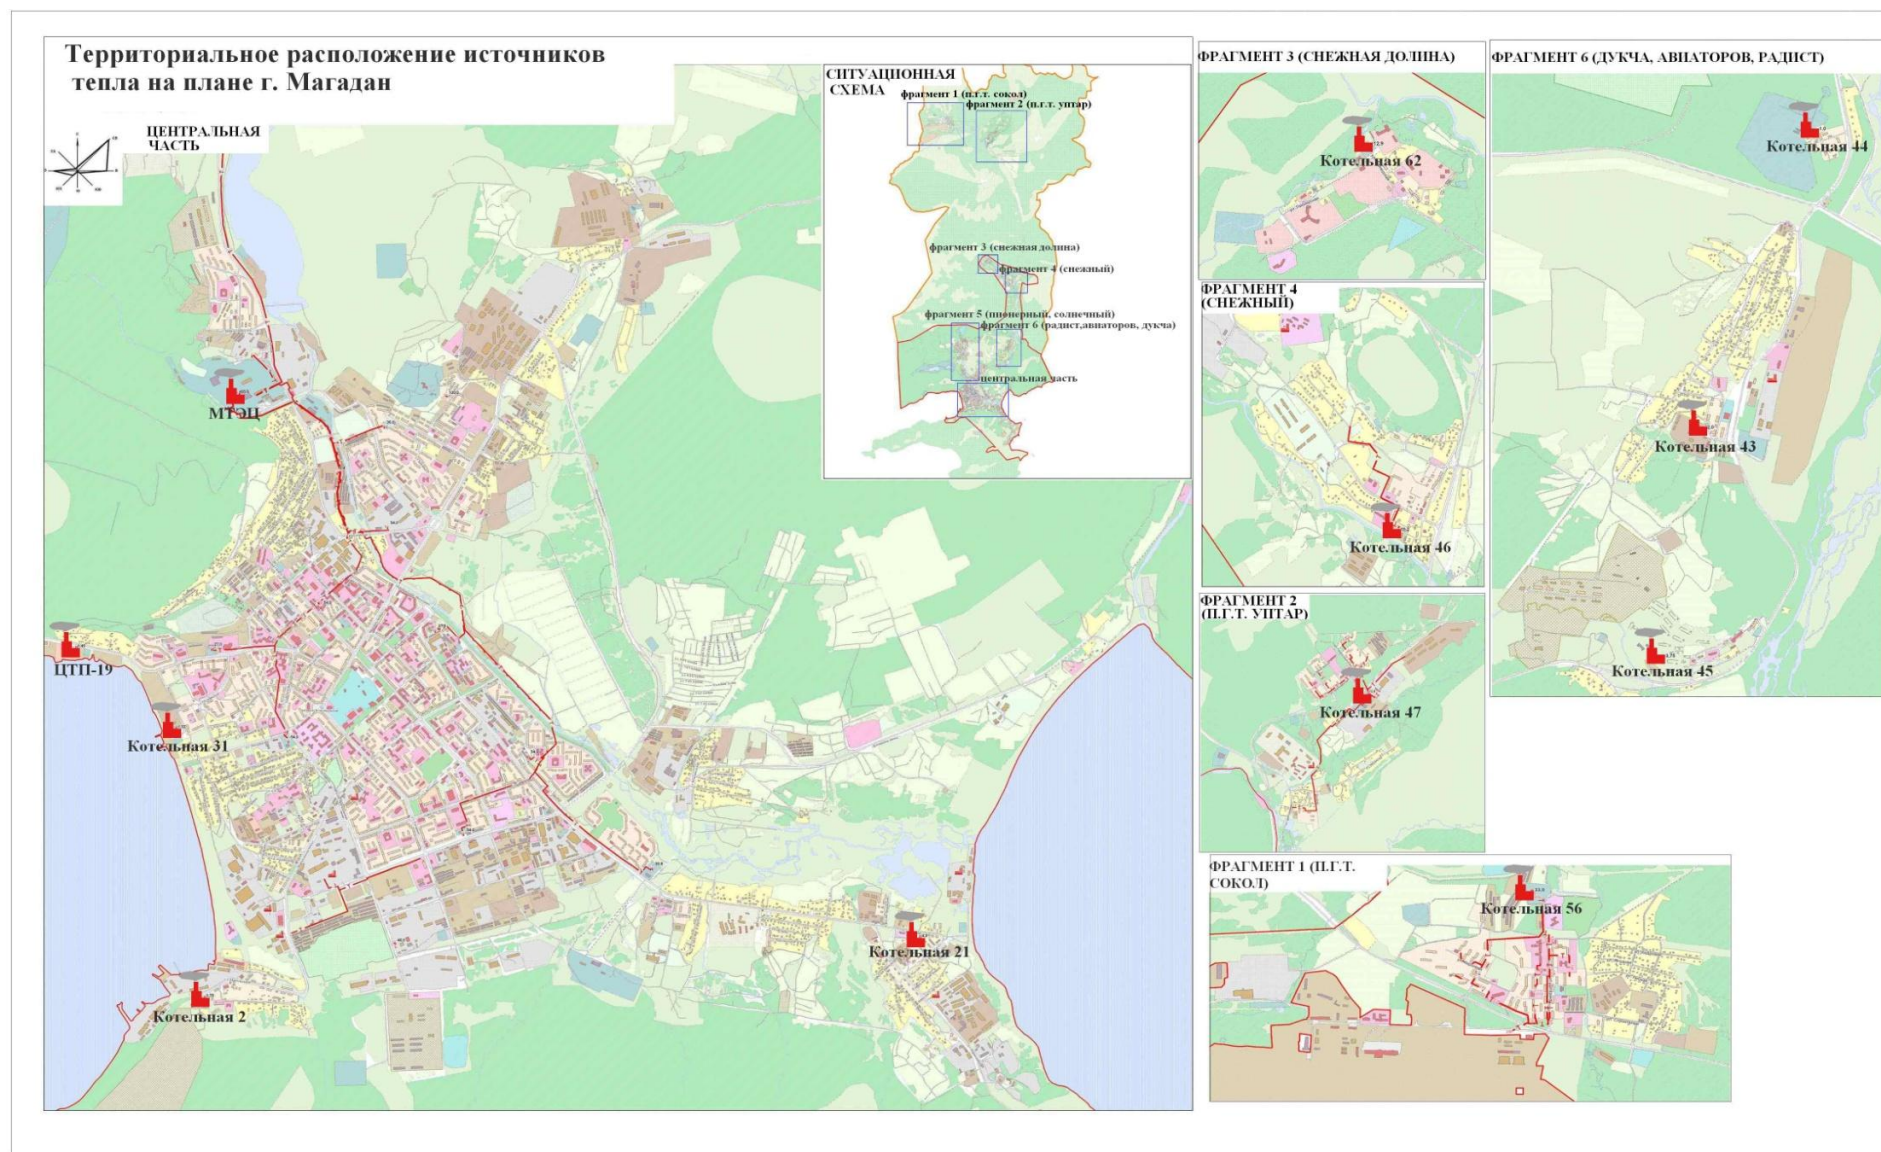 Территориальное расположение источников
тепла на плане г. Магадан
ЦЕНТРАЛЬНАЯ
ЧАСТЬ
МТЭЦ
ЦТП-19
Котельная 31
Котельная 2
Котельная 21
СИТУАЦИОННАЯ
СХЕМА
фрагмент 1 (п.г.т. сокол)
фрагмент 2 (п.г.т. уптар)
фрагмент 3 (снежная долина)
фрагмент 4 (снежный)
фрагмент 5 (пионерный, солнечный)
фрагмент 6 (радист,авиаторов, дукча)
центральная часть
ФРАГМЕНТ 3 (СНЕЖНАЯ ДОЛИНА)
Котельная 62
ФРАГМЕНТ 4
(СНЕЖНЫЙ)
Котельная 46
ФРАГМЕНТ 2
(П.Г.Т. УПТАР)
Котельная 47
ФРАГМЕНТ 1 (П.Г.Т.
СОКОЛ)
Котельная 56
ФРАГМЕНТ 6 (ДУКЧА, АВИАТОРОВ, РАДИСТ)
Котельная 44
Котельная 43
Котельная 45